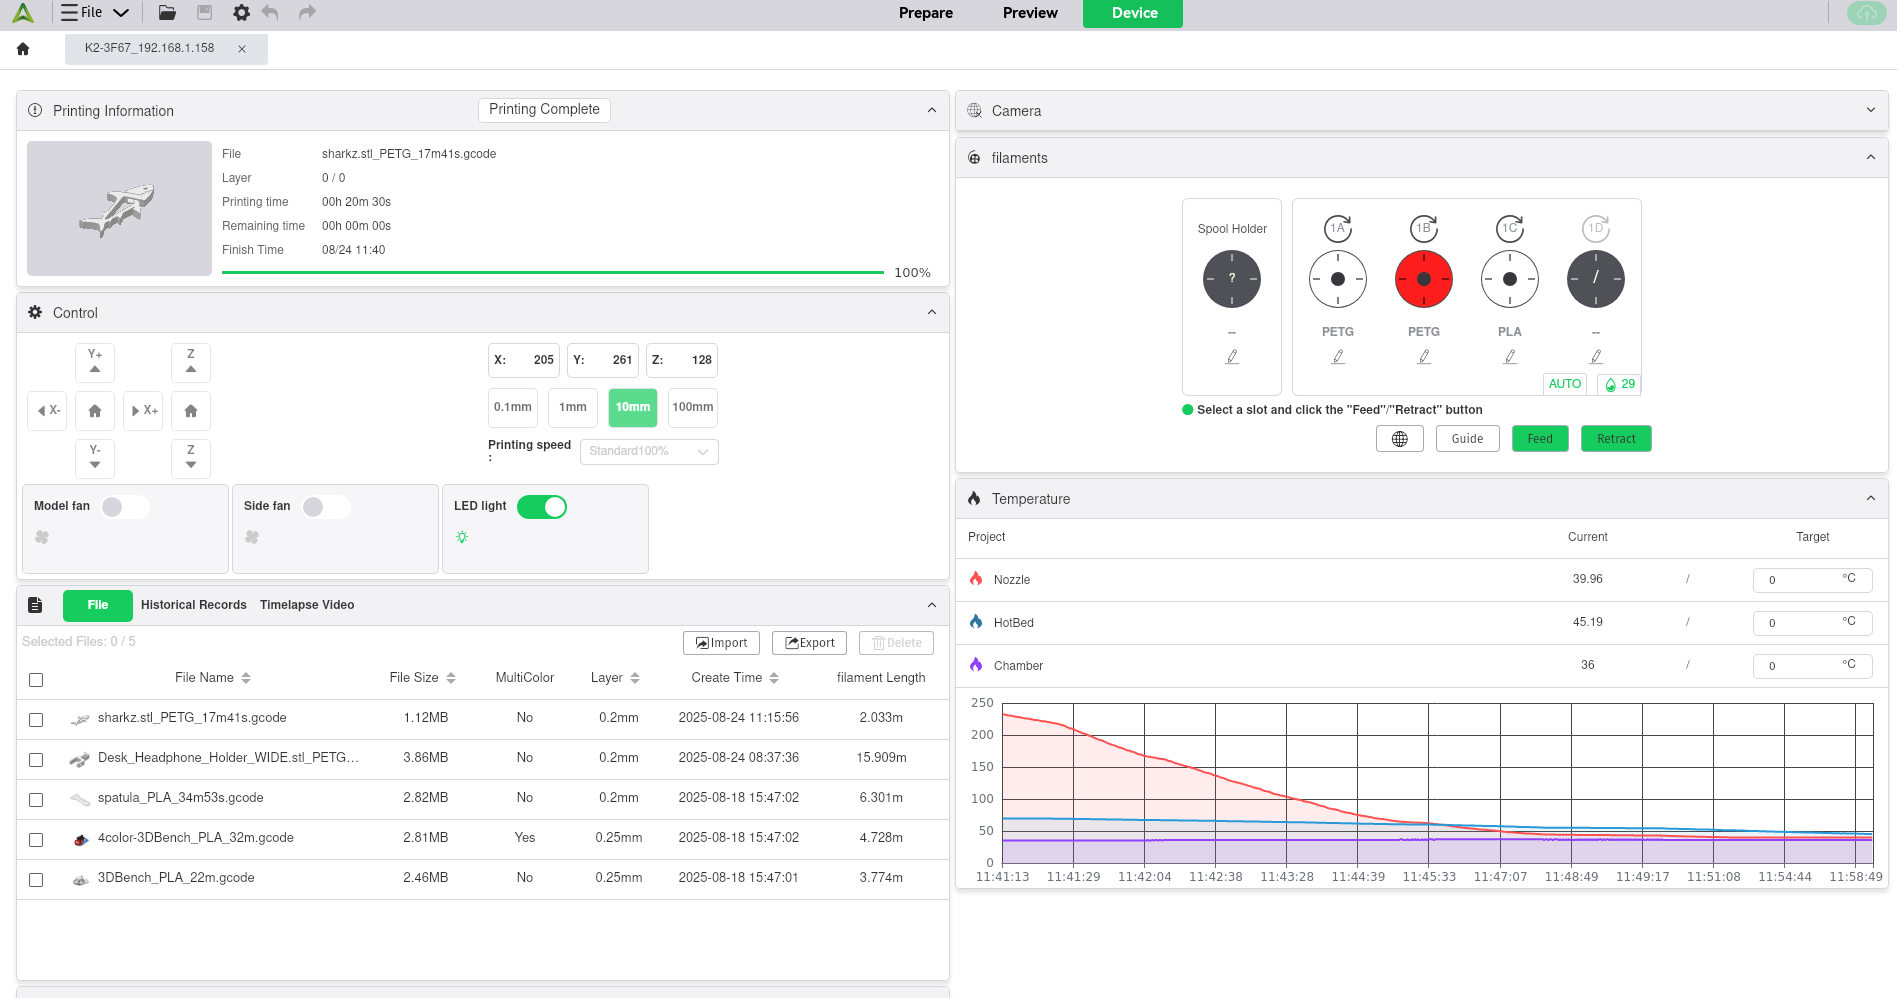 File
Prepare
Preview
Device
K2-3F67_192.168.1.158 ×
Printing Information
Printing Complete
File sharkz.stl_PETG_17m41s.gcode
Layer 0 / 0
Printing time 00h 20m 30s
Remaining time 00h 00m 00s
Finish Time 08/24 11:40
100%
Control
Y+
Z
X-
X+
Y-
Z
X: 205 Y: 261 Z: 128
0.1mm 1mm 10mm 100mm
Printing speed
:
Standard100%
Model fan
Side fan
LED light
File Historical Records Timelapse Video
Selected Files: 0 / 5
Import Export Delete
File Name File Size MultiColor Layer Create Time filament Length
sharkz.stl_PETG_17m41s.gcode 1.12MB No 0.2mm 2025-08-24 11:15:56 2.033m
Desk_Headphone_Holder_WIDE.stl_PETG... 3.86MB No 0.2mm 2025-08-24 08:37:36 15.909m
spatula_PLA_34m53s.gcode 2.82MB No 0.2mm 2025-08-18 15:47:02 6.301m
4color-3DBench_PLA_32m.gcode 2.81MB Yes 0.25mm 2025-08-18 15:47:02 4.728m
3DBench_PLA_22m.gcode 2.46MB No 0.25mm 2025-08-18 15:47:01 3.774m
Camera
filaments
Spool Holder 1A 1B 1C 1D
? /
-- PETG PETG PLA --
AUTO 29
Select a slot and click the "Feed"/"Retract" button
Guide Feed Retract
Temperature
Project Current Target
Nozzle 39.96 / 0 °C
HotBed 45.19 / 0 °C
Chamber 36 / 0 °C
250
200
150
100
50
0
11:41:13 11:41:29 11:42:04 11:42:38 11:43:28 11:44:39 11:45:33 11:47:07 11:48:49 11:49:17 11:51:08 11:54:44 11:58:49